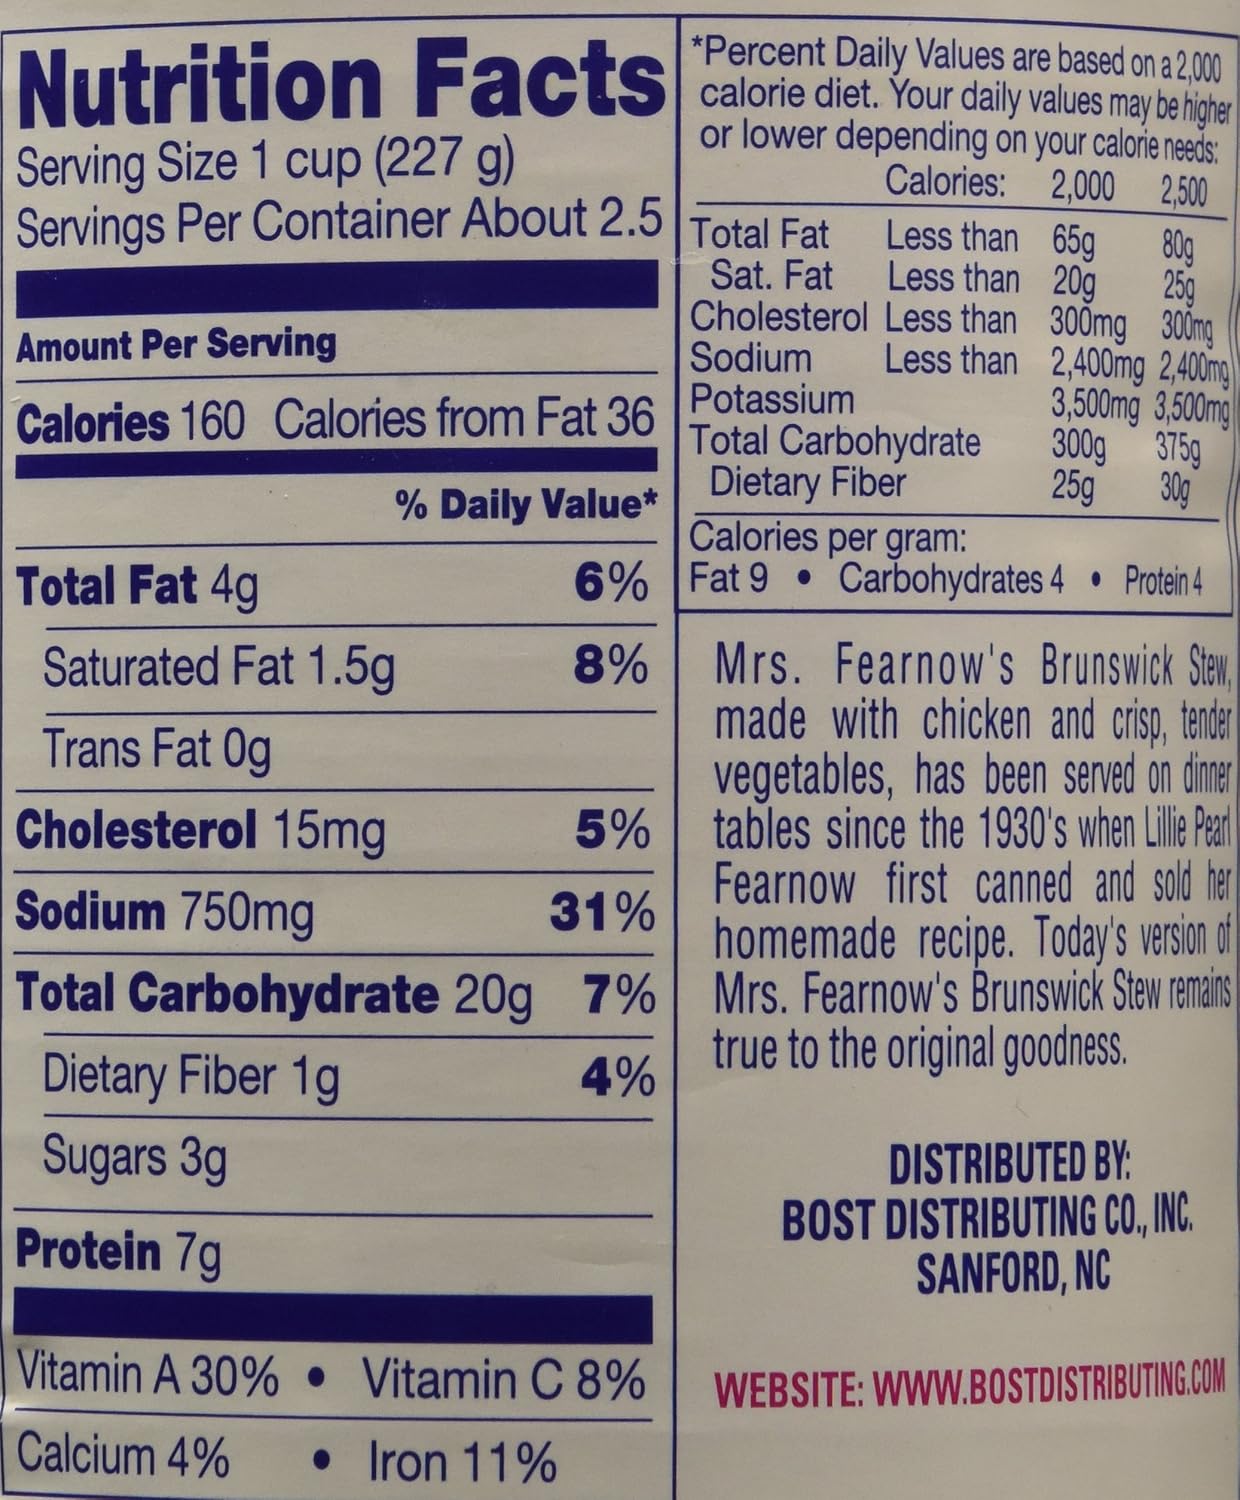 Nutrition Facts
Serving Size 1 cup (227 g)
Servings Per Container About 2.5
Amount Per Serving
Calories 160 Calories from Fat 36
% Daily Value*
Total Fat 4g 6%
Saturated Fat 1.5g 8%
Trans Fat 0g
Cholesterol 15mg 5%
Sodium 750mg 31%
Total Carbohydrate 20g 7%
Dietary Fiber 1g 4%
Sugars 3g
Protein 7g
Vitamin A 30% • Vitamin C 8%
Calcium 4% • Iron 11%
*Percent Daily Values are based on a 2,000
calorie diet. Your daily values may be higher
or lower depending on your calorie needs:
Calories: 2,000 2,500
Total Fat Less than 65g 80g
Sat. Fat Less than 20g 25g
Cholesterol Less than 300mg 300mg
Sodium Less than 2,400mg 2,400mg
Potassium 3,500mg 3,500mg
Total Carbohydrate 300g 375g
Dietary Fiber 25g 30g
Calories per gram:
Fat 9 • Carbohydrates 4 • Protein 4
Mrs. Fearnow's Brunswick Stew,
made with chicken and crisp, tender
vegetables, has been served on dinner
tables since the 1930's when Lillie Pearl
Fearnow first canned and sold her
homemade recipe. Today's version of
Mrs. Fearnow's Brunswick Stew remains
true to the original goodness.
DISTRIBUTED BY:
BOST DISTRIBUTING CO., INC.
SANFORD, NC
WEBSITE: WWW.BOSTDISTRIBUTING.COM